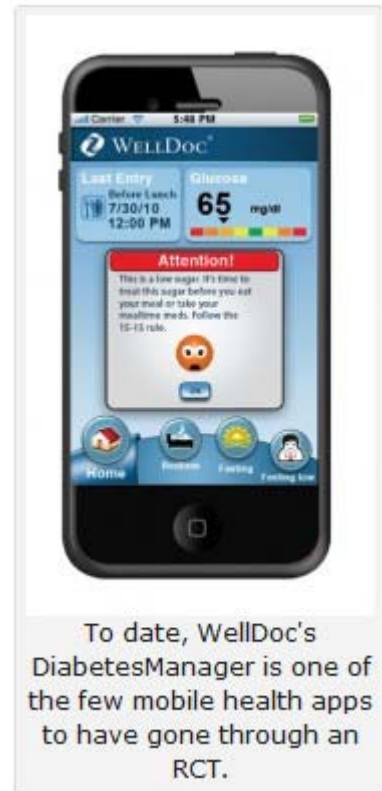 Carrier 5:48 PM
WELLDOC®
Last Entry
Before Lunch
7/30/10
12:00 PM
Glucose
65 mg/dl
Attention!
This is a low sugar. It's time to
treat this sugar before you eat
your meal or take your
mealtime meds. Follow the
15-15 rule.
OK
Home
Bedtime
Fasting
Feeling low
To date, WellDoc's
DiabetesManager is one of
the few mobile health apps
to have gone through an
RCT.